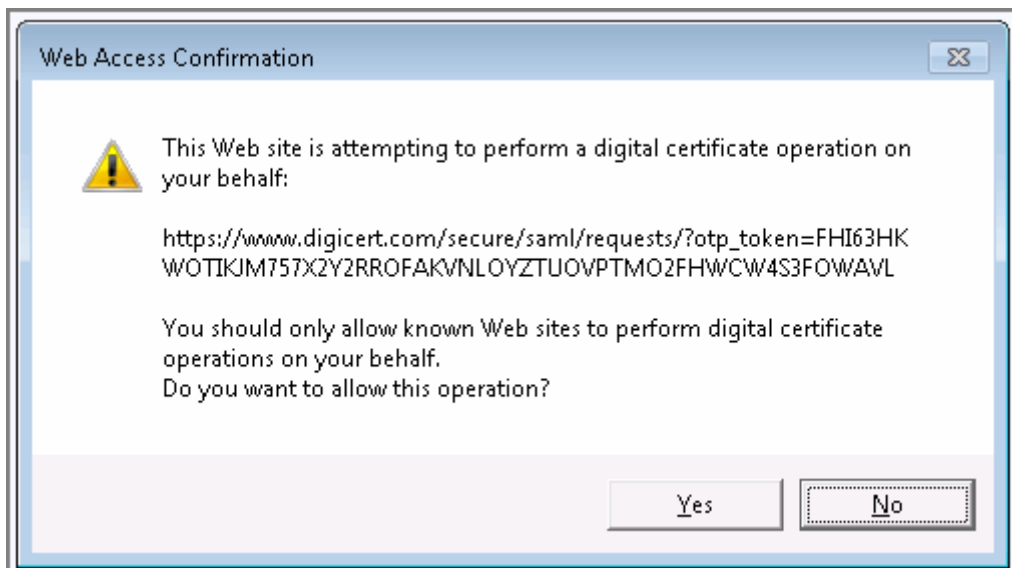 Web Access Confirmation
This Web site is attempting to perform a digital certificate operation on
your behalf:
https://www.digicert.com/secure/saml/requests/?otp_token=FHI63HK
WOTIKJM757X2Y2RROFAKVNLOYZTUOVPTMO2FHWCW4S3FOWAVL
You should only allow known Web sites to perform digital certificate
operations on your behalf.
Do you want to allow this operation?
Yes
No